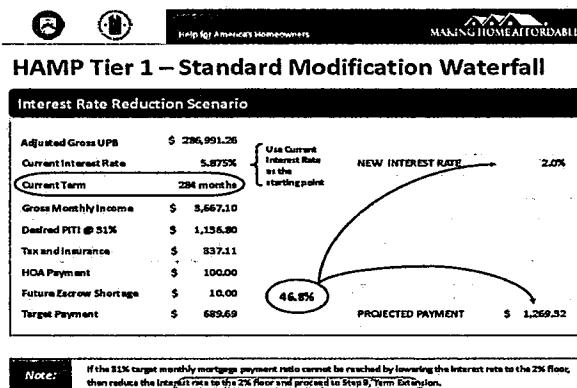 Help for America's Homeowners
MAKING HOME AFFORDABLE
HAMP Tier 1 – Standard Modification Waterfall
Interest Rate Reduction Scenario
Adjusted Gross UPB $ 286,991.26
Current Interest Rate 5.875%
Current Term 284 months
Gross Monthly Income $ 3,667.10
Desired PITI @ 31% $ 1,136.80
Tax and Insurance $ 337.11
HOA Payment $ 100.00
Future Escrow Shortage $ 10.00
Target Payment $ 689.69
Use Current
Interest Rate
as the
starting point
NEW INTEREST RATE 2.0%
46.8%
PROJECTED PAYMENT $ 1,269.32
Note:
If the 31% target monthly mortgage payment ratio cannot be reached by lowering the interest rate to the 2% floor,
then reduce the interest rate to the 2% floor and proceed to Step 9, Term Extension.